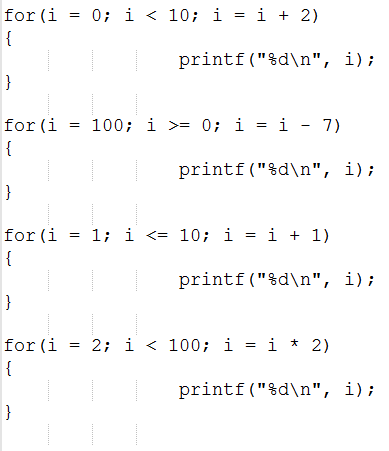 for(i = 0; i < 10; i = i + 2)
{
printf("%d\n", i);
}
for(i = 100; i >= 0; i = i - 7)
{
printf("%d\n", i);
}
for(i = 1; i <= 10; i = i + 1)
{
printf("%d\n", i);
}
for(i = 2; i < 100; i = i * 2)
{
printf("%d\n", i);
}